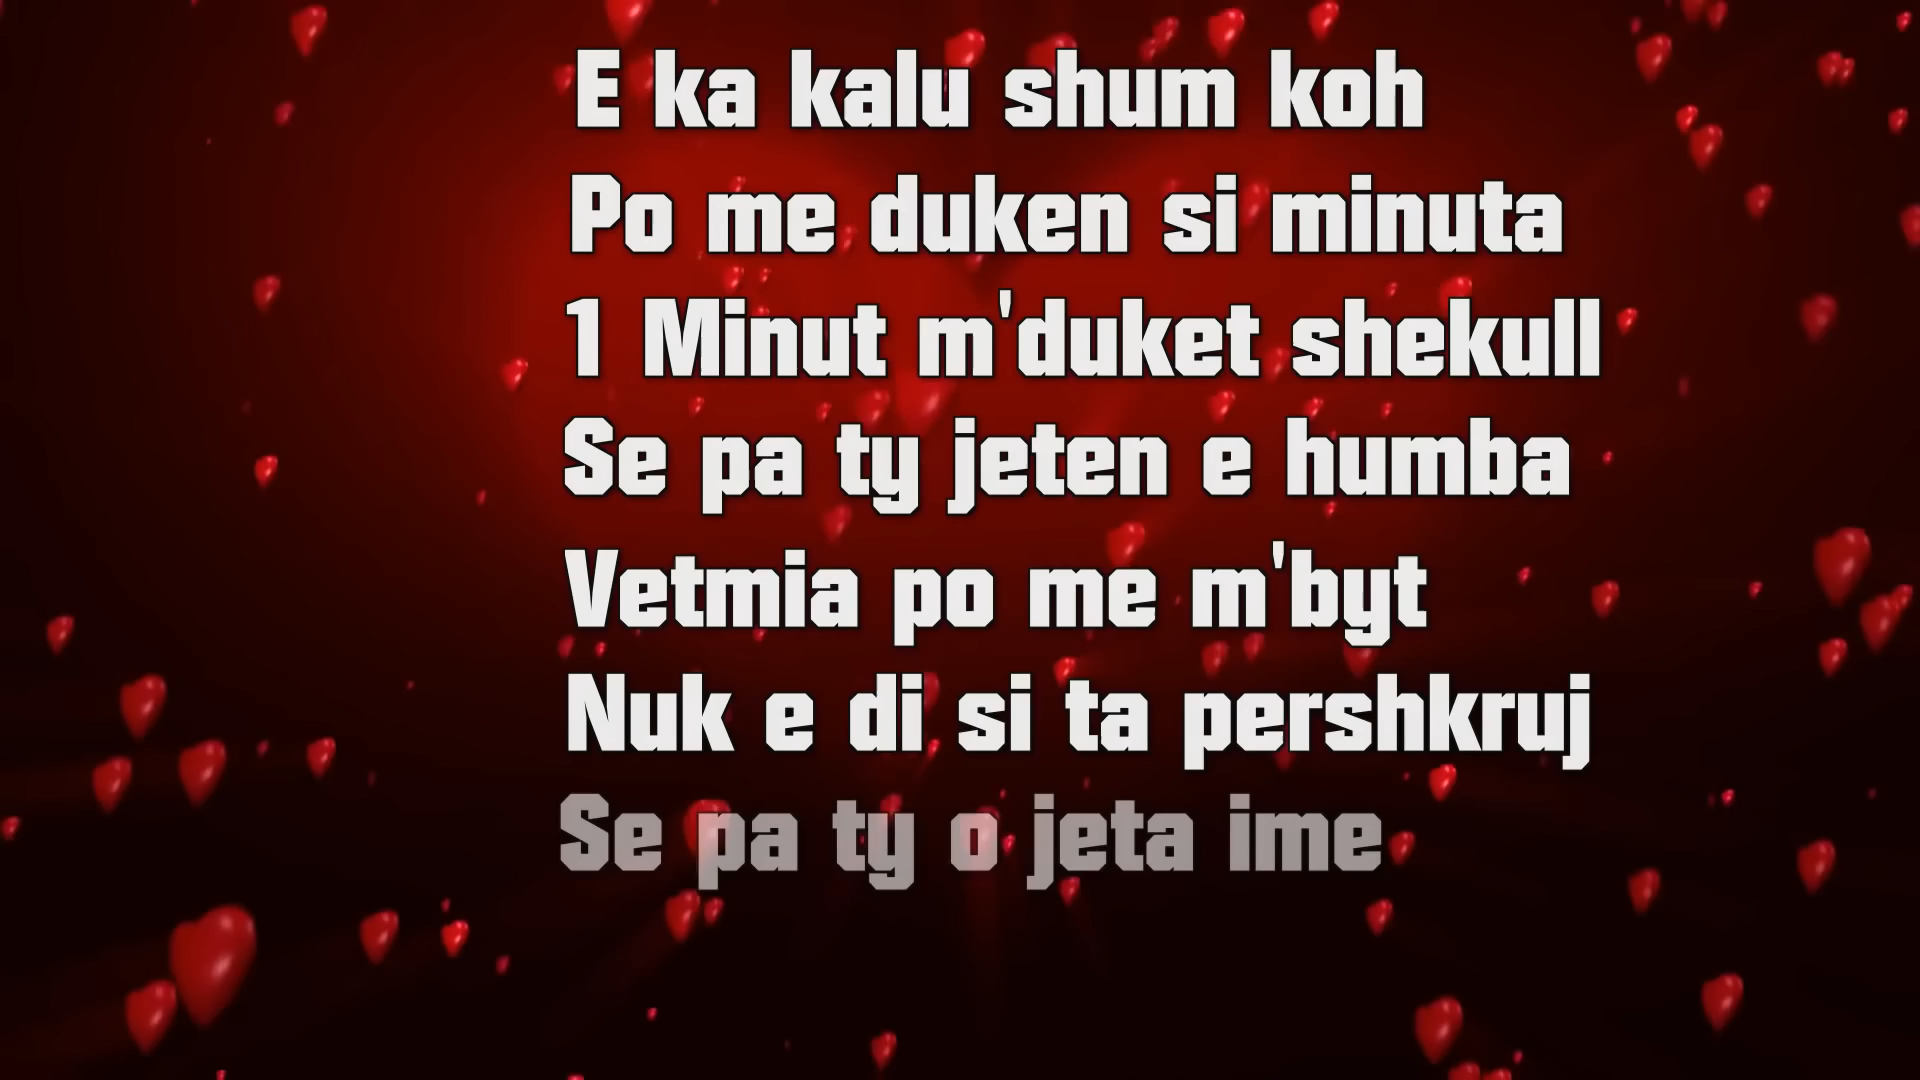 E ka kalu shum koh
Po me duken si minuta
1 Minut m'duket shekull
Se pa ty jeten e humba
Vetmia po me m'byt
Nuk e di si ta pershkruj
Se pa ty o jeta ime